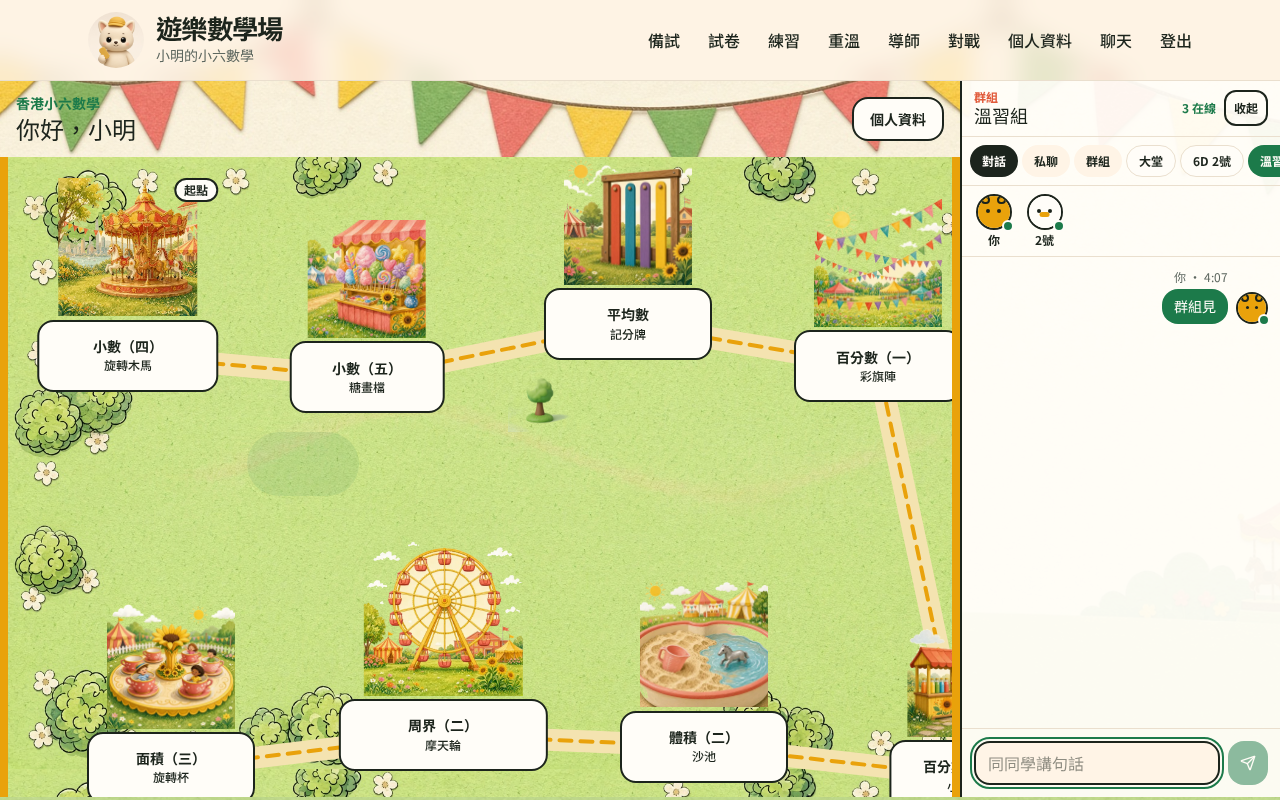 遊樂數學場
小明的小六數學
備試 試卷 練習 重溫 導師 對戰 個人資料 聊天 登出
香港小六數學
你好，小明
個人資料
起點
小數（四）
旋轉木馬
小數（五）
糖畫檔
平均數
記分牌
百分數（一）
彩旗陣
面積（三）
旋轉杯
周界（二）
摩天輪
體積（二）
沙池
百分
群組
溫習組
3 在線
收起
對話 私聊 群組 大堂 6D 2號 溫習
你
2號
你 • 4:07
群組見
同同學講句話